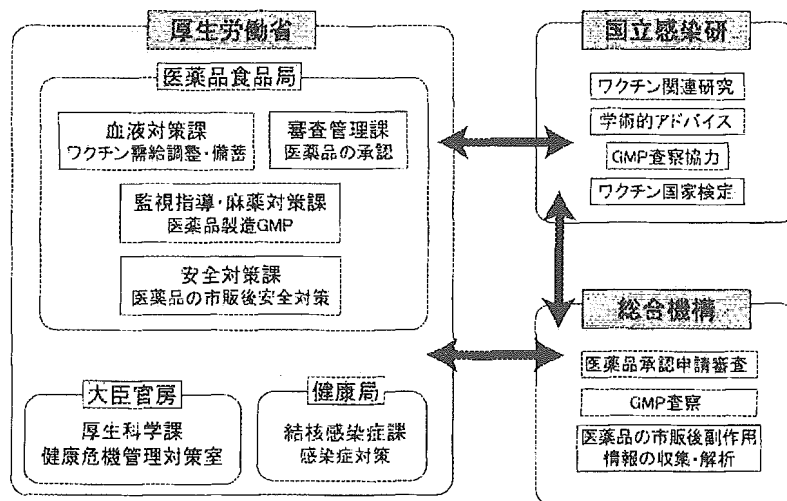 厚生労働省
医薬品食品局
血液対策課
ワクチン需給調整・備蓄
審査管理課
医薬品の承認
監視指導・麻薬対策課
医薬品製造GMP
安全対策課
医薬品の市販後安全対策
大臣官房
厚生科学課
健康危機管理対策室
健康局
結核感染症課
感染症対策
国立感染研
ワクチン関連研究
学術的アドバイス
GMP査察協力
ワクチン国家検定
総合機構
医薬品承認申請審査
GMP査察
医薬品の市販後副作用
情報の収集・解析